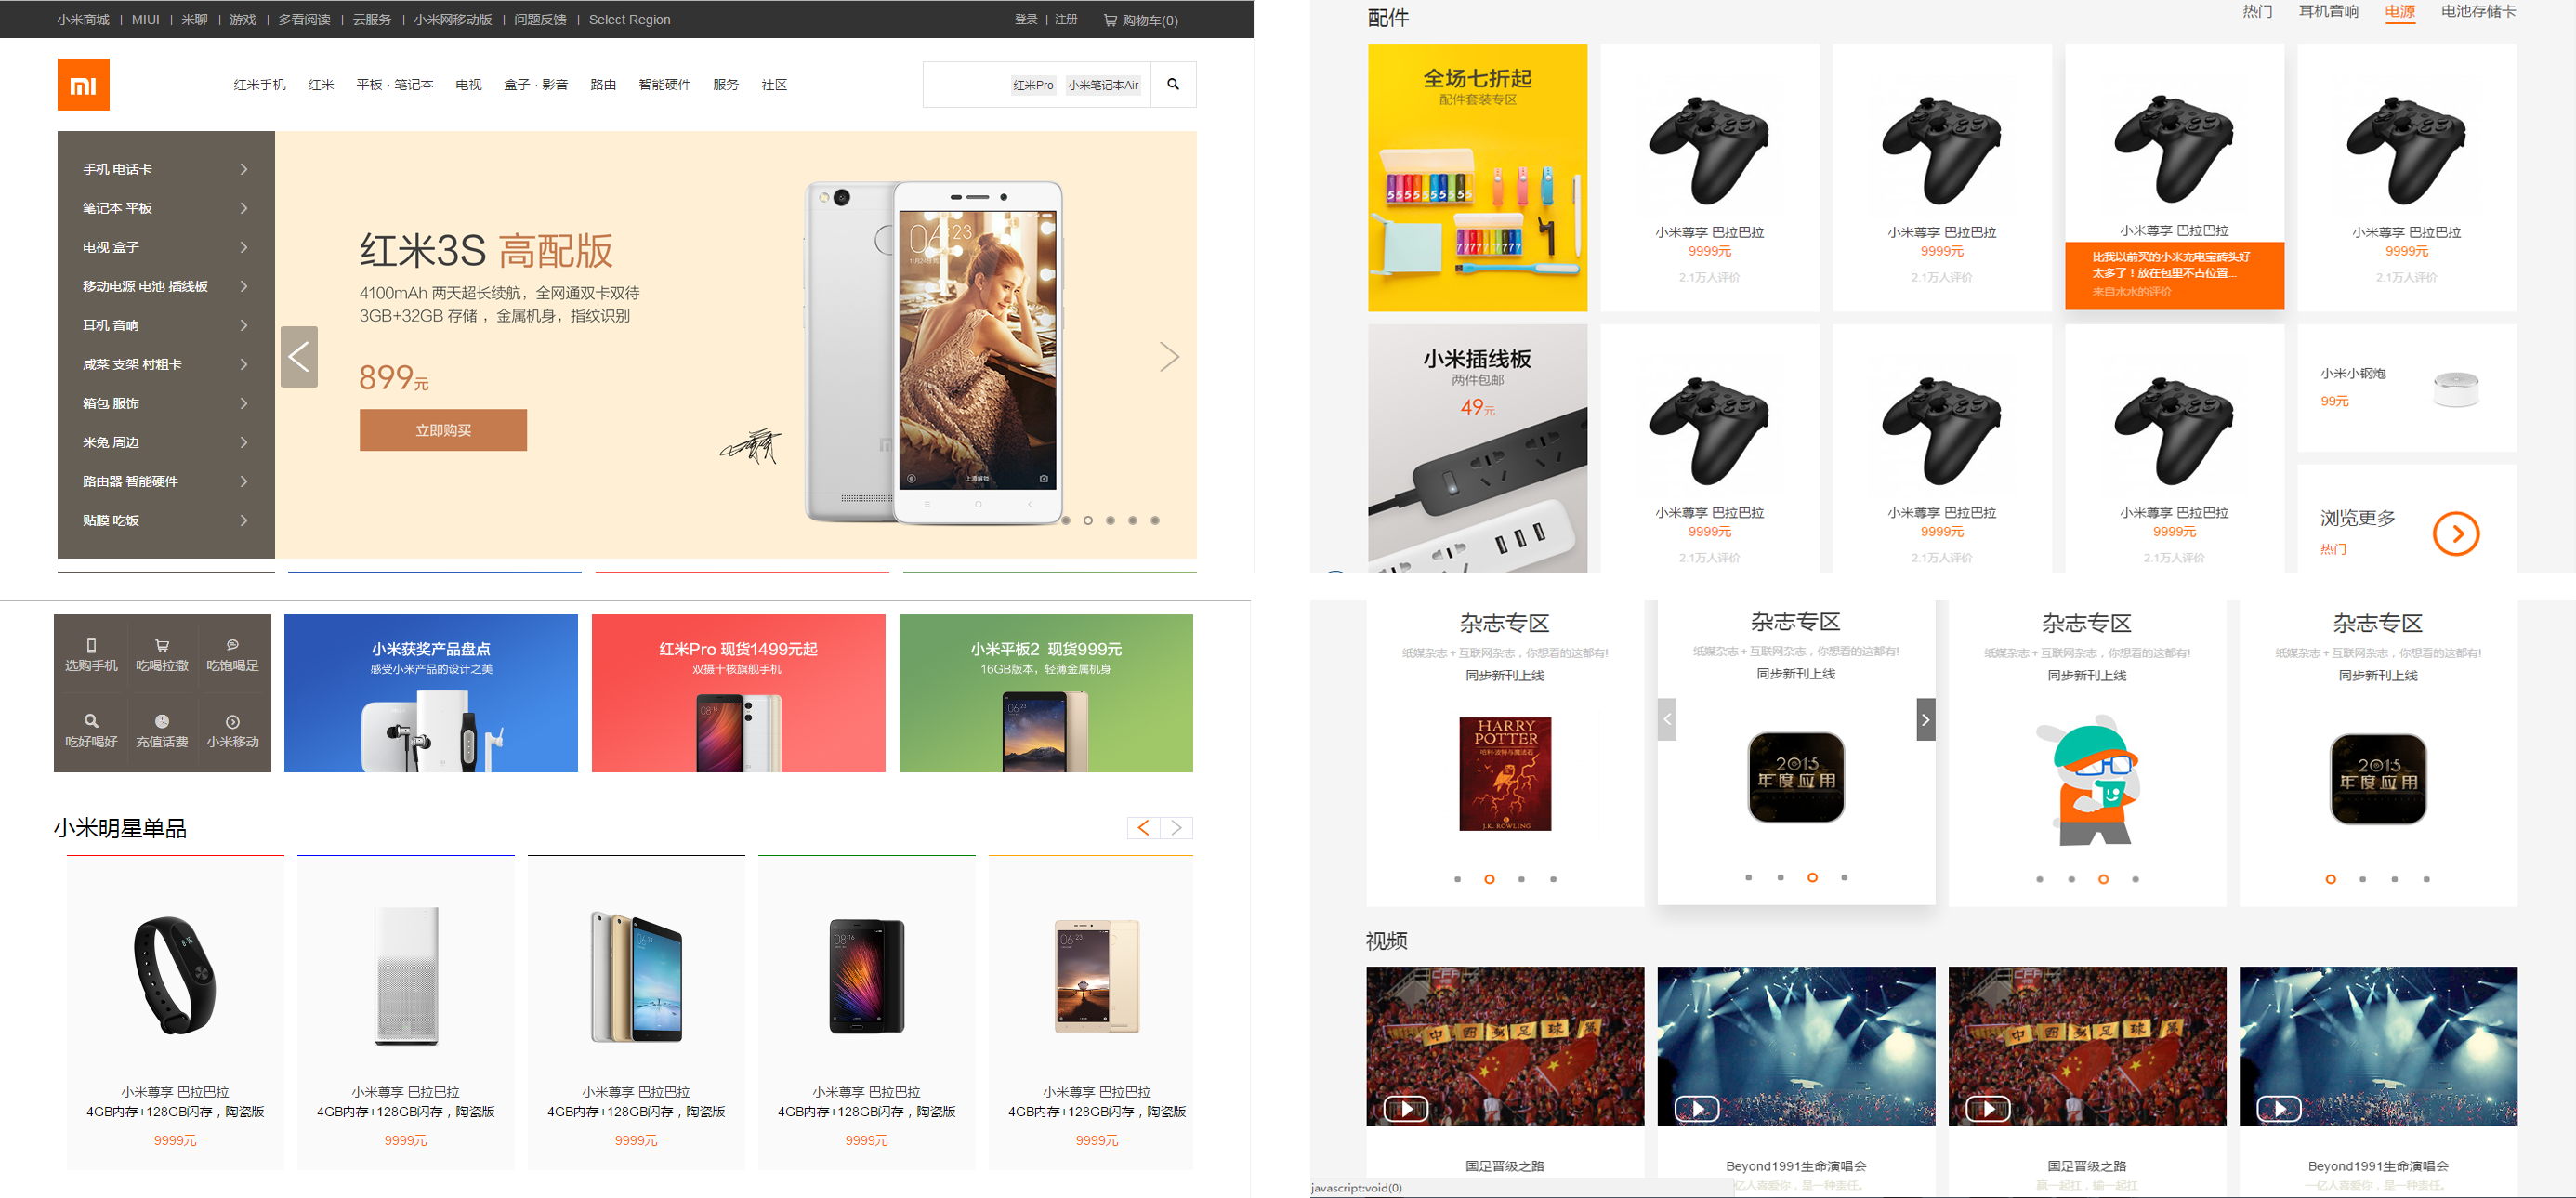 小米商城 | MIUI | 米聊 | 游戏 | 多看阅读 | 云服务 | 小米网移动版 | 问题反馈 | Select Region
登录 | 注册 购物车(0)
红米手机 红米 平板 · 笔记本 电视 盒子 · 影音 路由 智能硬件 服务 社区
红米Pro 小米笔记本Air
手机 电话卡
笔记本 平板
电视 盒子
移动电源 电池 插线板
耳机 音响
咸菜 支架 村粗卡
箱包 服饰
米兔 周边
路由器 智能硬件
贴膜 吃饭
红米3S 高配版
4100mAh 两天超长续航，全网通双卡双待
3GB+32GB 存储，金属机身，指纹识别
899元
立即购买
配件
热门 耳机音响 电源 电池存储卡
全场七折起
配件套装专区
小米尊享 巴拉巴拉
9999元
2.1万人评价
小米尊享 巴拉巴拉
9999元
2.1万人评价
小米尊享 巴拉巴拉
比我以前买的小米充电宝砖头好
太多了！放在包里不占位置...
来自水水的评价
小米尊享 巴拉巴拉
9999元
2.1万人评价
小米插线板
两件包邮
49元
小米尊享 巴拉巴拉
9999元
2.1万人评价
小米尊享 巴拉巴拉
9999元
2.1万人评价
小米尊享 巴拉巴拉
9999元
2.1万人评价
小米小钢炮
99元
浏览更多
热门
选购手机 吃喝拉撒 吃饱喝足
吃好喝好 充值话费 小米移动
小米获奖产品盘点
感受小米产品的设计之美
红米Pro 现货1499元起
双摄十核旗舰手机
小米平板2 现货999元
16GB版本，轻薄金属机身
小米明星单品
小米尊享 巴拉巴拉
4GB内存+128GB闪存，陶瓷版
9999元
小米尊享 巴拉巴拉
4GB内存+128GB闪存，陶瓷版
9999元
小米尊享 巴拉巴拉
4GB内存+128GB闪存，陶瓷版
9999元
小米尊享 巴拉巴拉
4GB内存+128GB闪存，陶瓷版
9999元
小米尊享 巴拉巴拉
4GB内存+128GB闪存，陶瓷版
9999元
杂志专区
纸媒杂志+互联网杂志，你想看的这都有!
同步新刊上线
HARRY
POTTER
哈利·波特与魔法石
J.K. ROWLING
杂志专区
纸媒杂志+互联网杂志，你想看的这都有!
同步新刊上线
2015
年度应用
杂志专区
纸媒杂志+互联网杂志，你想看的这都有!
同步新刊上线
杂志专区
纸媒杂志+互联网杂志，你想看的这都有!
同步新刊上线
2015
年度应用
视频
国足晋级之路
Beyond1991生命演唱会
一亿人喜爱你，是一种责任。
国足晋级之路
赢一起扛，输一起扛
Beyond1991生命演唱会
一亿人喜爱你，是一种责任。
javascript:void(0)